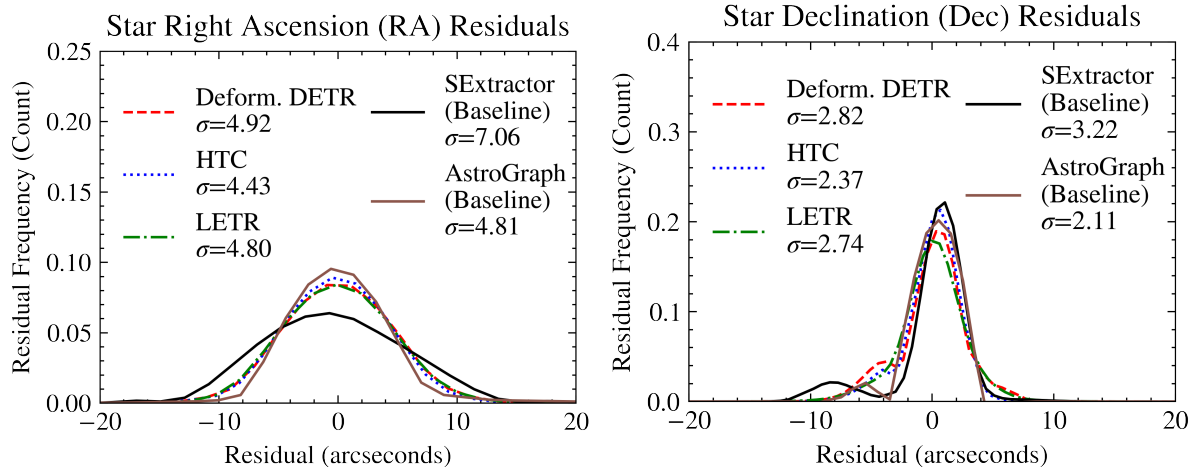 Star Right Ascension (RA) Residuals
Residual Frequency (Count)
0.25
0.20
0.15
0.10
0.05
0.00
Deform. DETR
σ=4.92
HTC
σ=4.43
LETR
σ=4.80
SExtractor
(Baseline)
σ=7.06
AstroGraph
(Baseline)
σ=4.81
−20 −10 0 10 20
Residual (arcseconds)
Star Declination (Dec) Residuals
Residual Frequency (Count)
0.4
0.3
0.2
0.1
0.0
Deform. DETR
σ=2.82
HTC
σ=2.37
LETR
σ=2.74
SExtractor
(Baseline)
σ=3.22
AstroGraph
(Baseline)
σ=2.11
−20 −10 0 10 20
Residual (arcseconds)